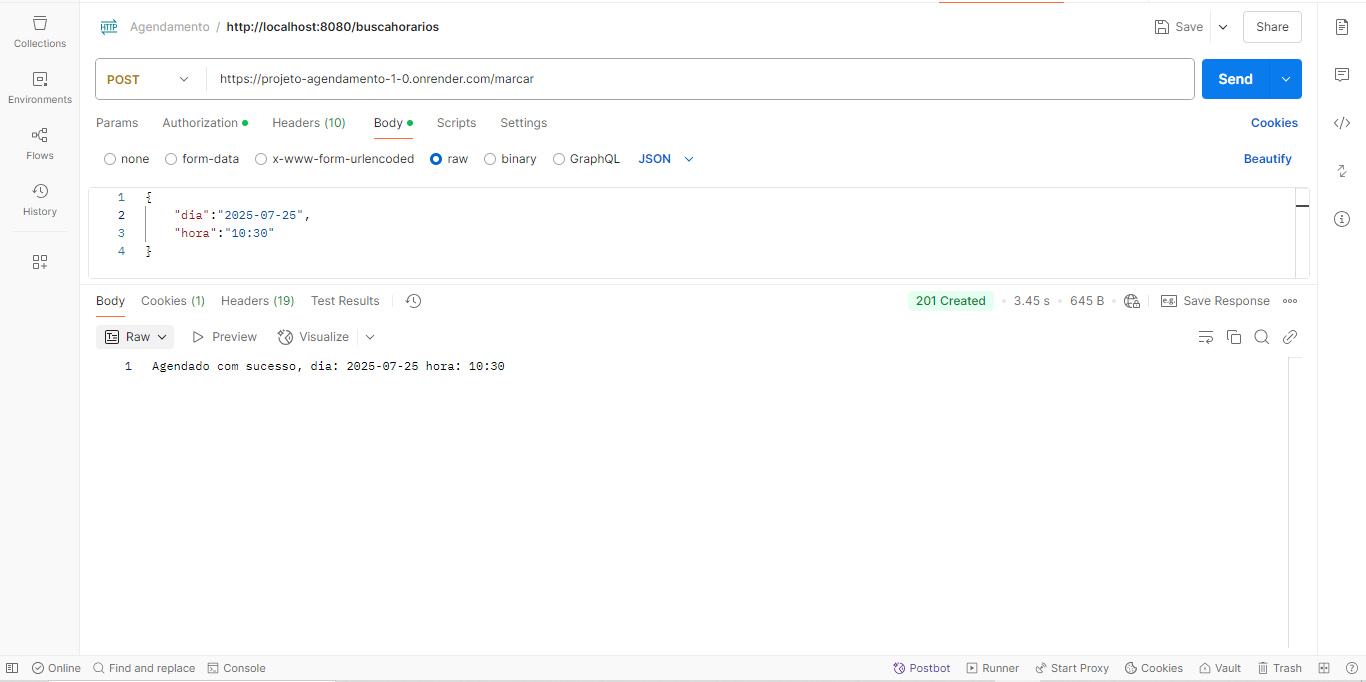 Collections
Environments
Flows
History
HTTP Agendamento / http://localhost:8080/buscahorarios Save Share
POST https://projeto-agendamento-1-0.onrender.com/marcar Send
Params Authorization Headers (10) Body Scripts Settings Cookies
none form-data x-www-form-urlencoded raw binary GraphQL JSON Beautify
1 {
2 "dia":"2025-07-25",
3 "hora":"10:30"
4 }
Body Cookies (1) Headers (19) Test Results 201 Created • 3.45 s • 645 B • e.g. Save Response
Raw Preview Visualize
1 Agendado com sucesso, dia: 2025-07-25 hora: 10:30
Online Find and replace Console Postbot Runner Start Proxy Cookies Vault Trash